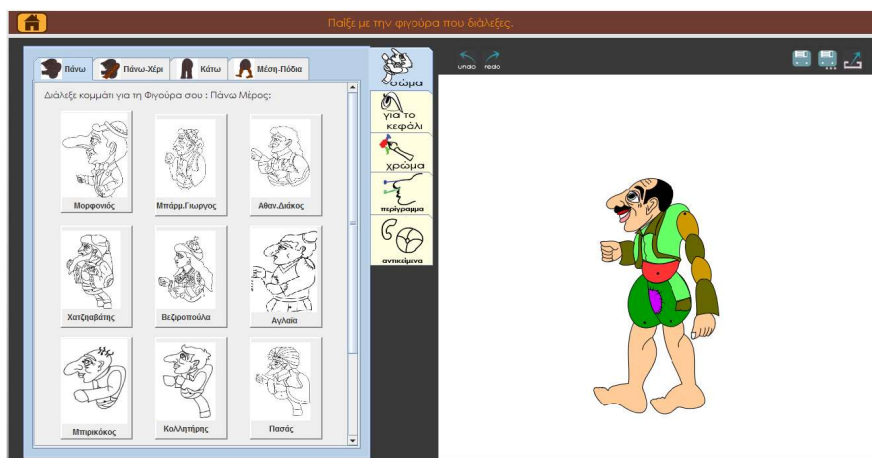 Παίξε με την φιγούρα που διάλεξες.
Πάνω
Πάνω-Χέρι
Κάτω
Μέση-Πόδια
Διάλεξε κομμάτι για τη Φιγούρα σου : Πάνω Μέρος:
Μορφονιός
Μπάρμ.Γιωργος
Αθαν.Διάκος
Χατζηαβάτης
Βεζιροπούλα
Αγλαϊα
Μπιρικόκος
Κολλητήρης
Πασάς
σώμα
για το
κεφάλι
χρώμα
περίγραμμα
αντικείμενα
undo
redo